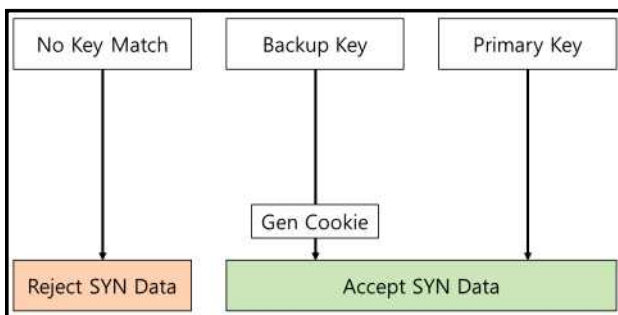 No Key Match
Backup Key
Primary Key
Gen Cookie
Reject SYN Data
Accept SYN Data